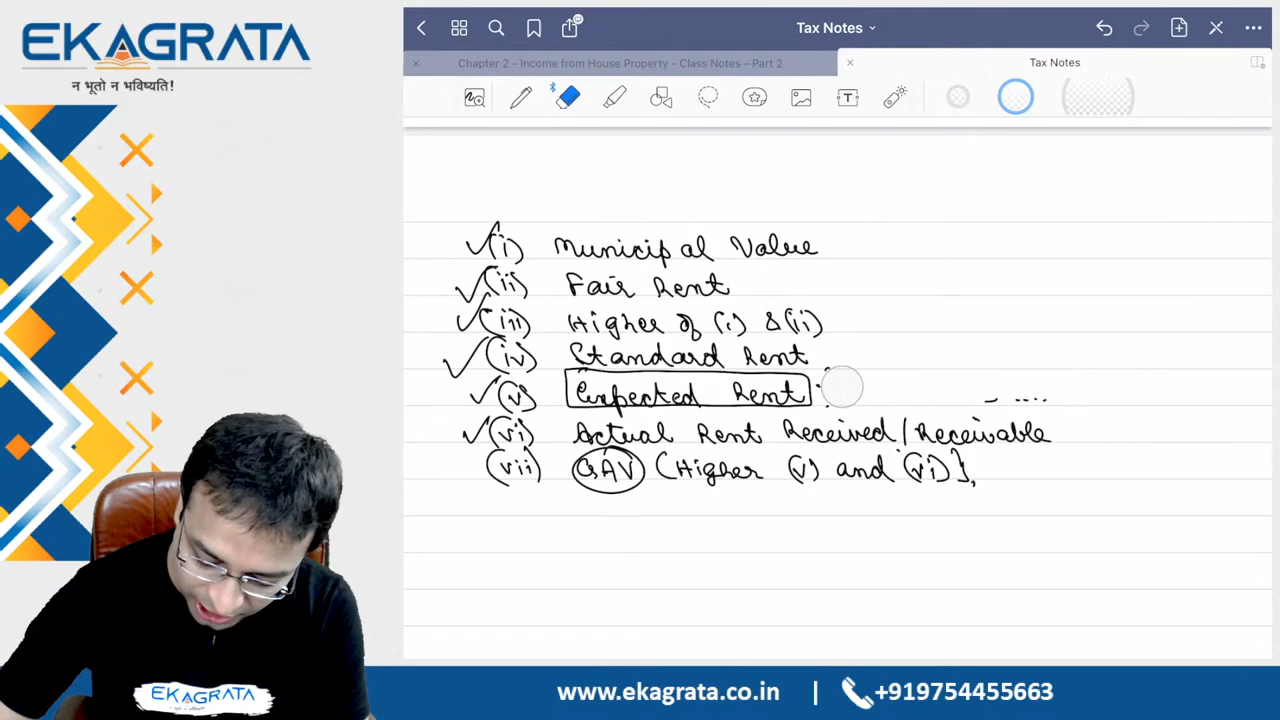 EKAGRATA
न भूतो न भविष्यति!
Tax Notes
Chapter 2 - Income from House Property - Class Notes - Part 2
Tax Notes
(i) Municipal Value
(ii) Fair Rent
(iii) Higher of (i) & (ii)
(iv) Standard Rent
(v) Expected Rent
(vi) Actual Rent Received/Receivable
(vii) GAV (Higher (v) and (vi)],
EKAGRATA
www.ekagrata.co.in | +919754455663